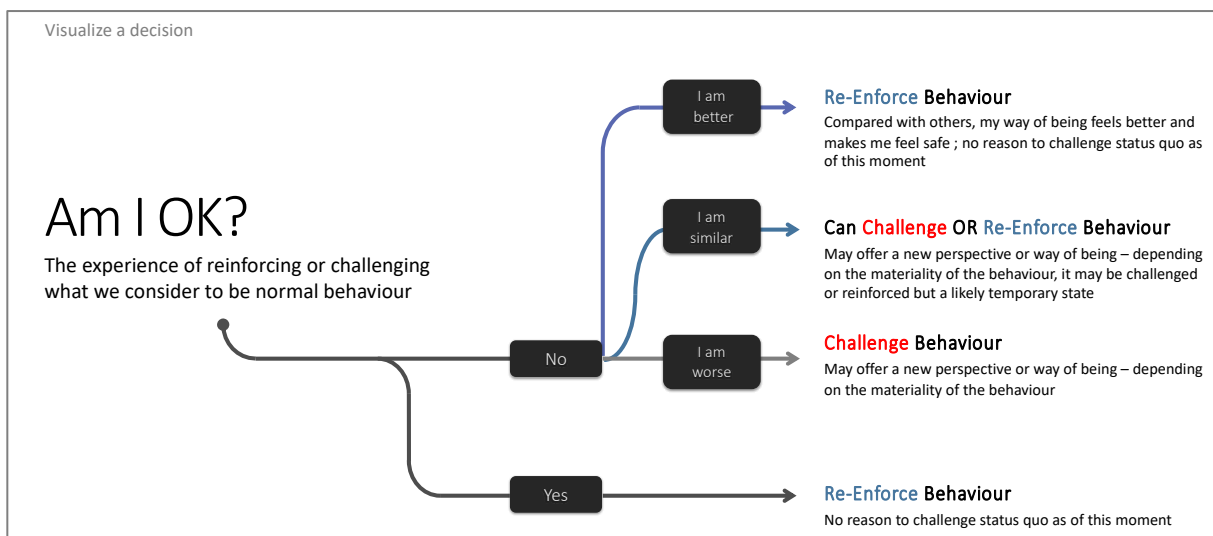 Visualize a decision
I am
better
Re-Enforce Behaviour
Compared with others, my way of being feels better and
makes me feel safe ; no reason to challenge status quo as
of this moment
Am I OK?
The experience of reinforcing or challenging
what we consider to be normal behaviour
I am
similar
Can Challenge OR Re-Enforce Behaviour
May offer a new perspective or way of being – depending
on the materiality of the behaviour, it may be challenged
or reinforced but a likely temporary state
No
I am
worse
Challenge Behaviour
May offer a new perspective or way of being – depending
on the materiality of the behaviour
Yes
Re-Enforce Behaviour
No reason to challenge status quo as of this moment